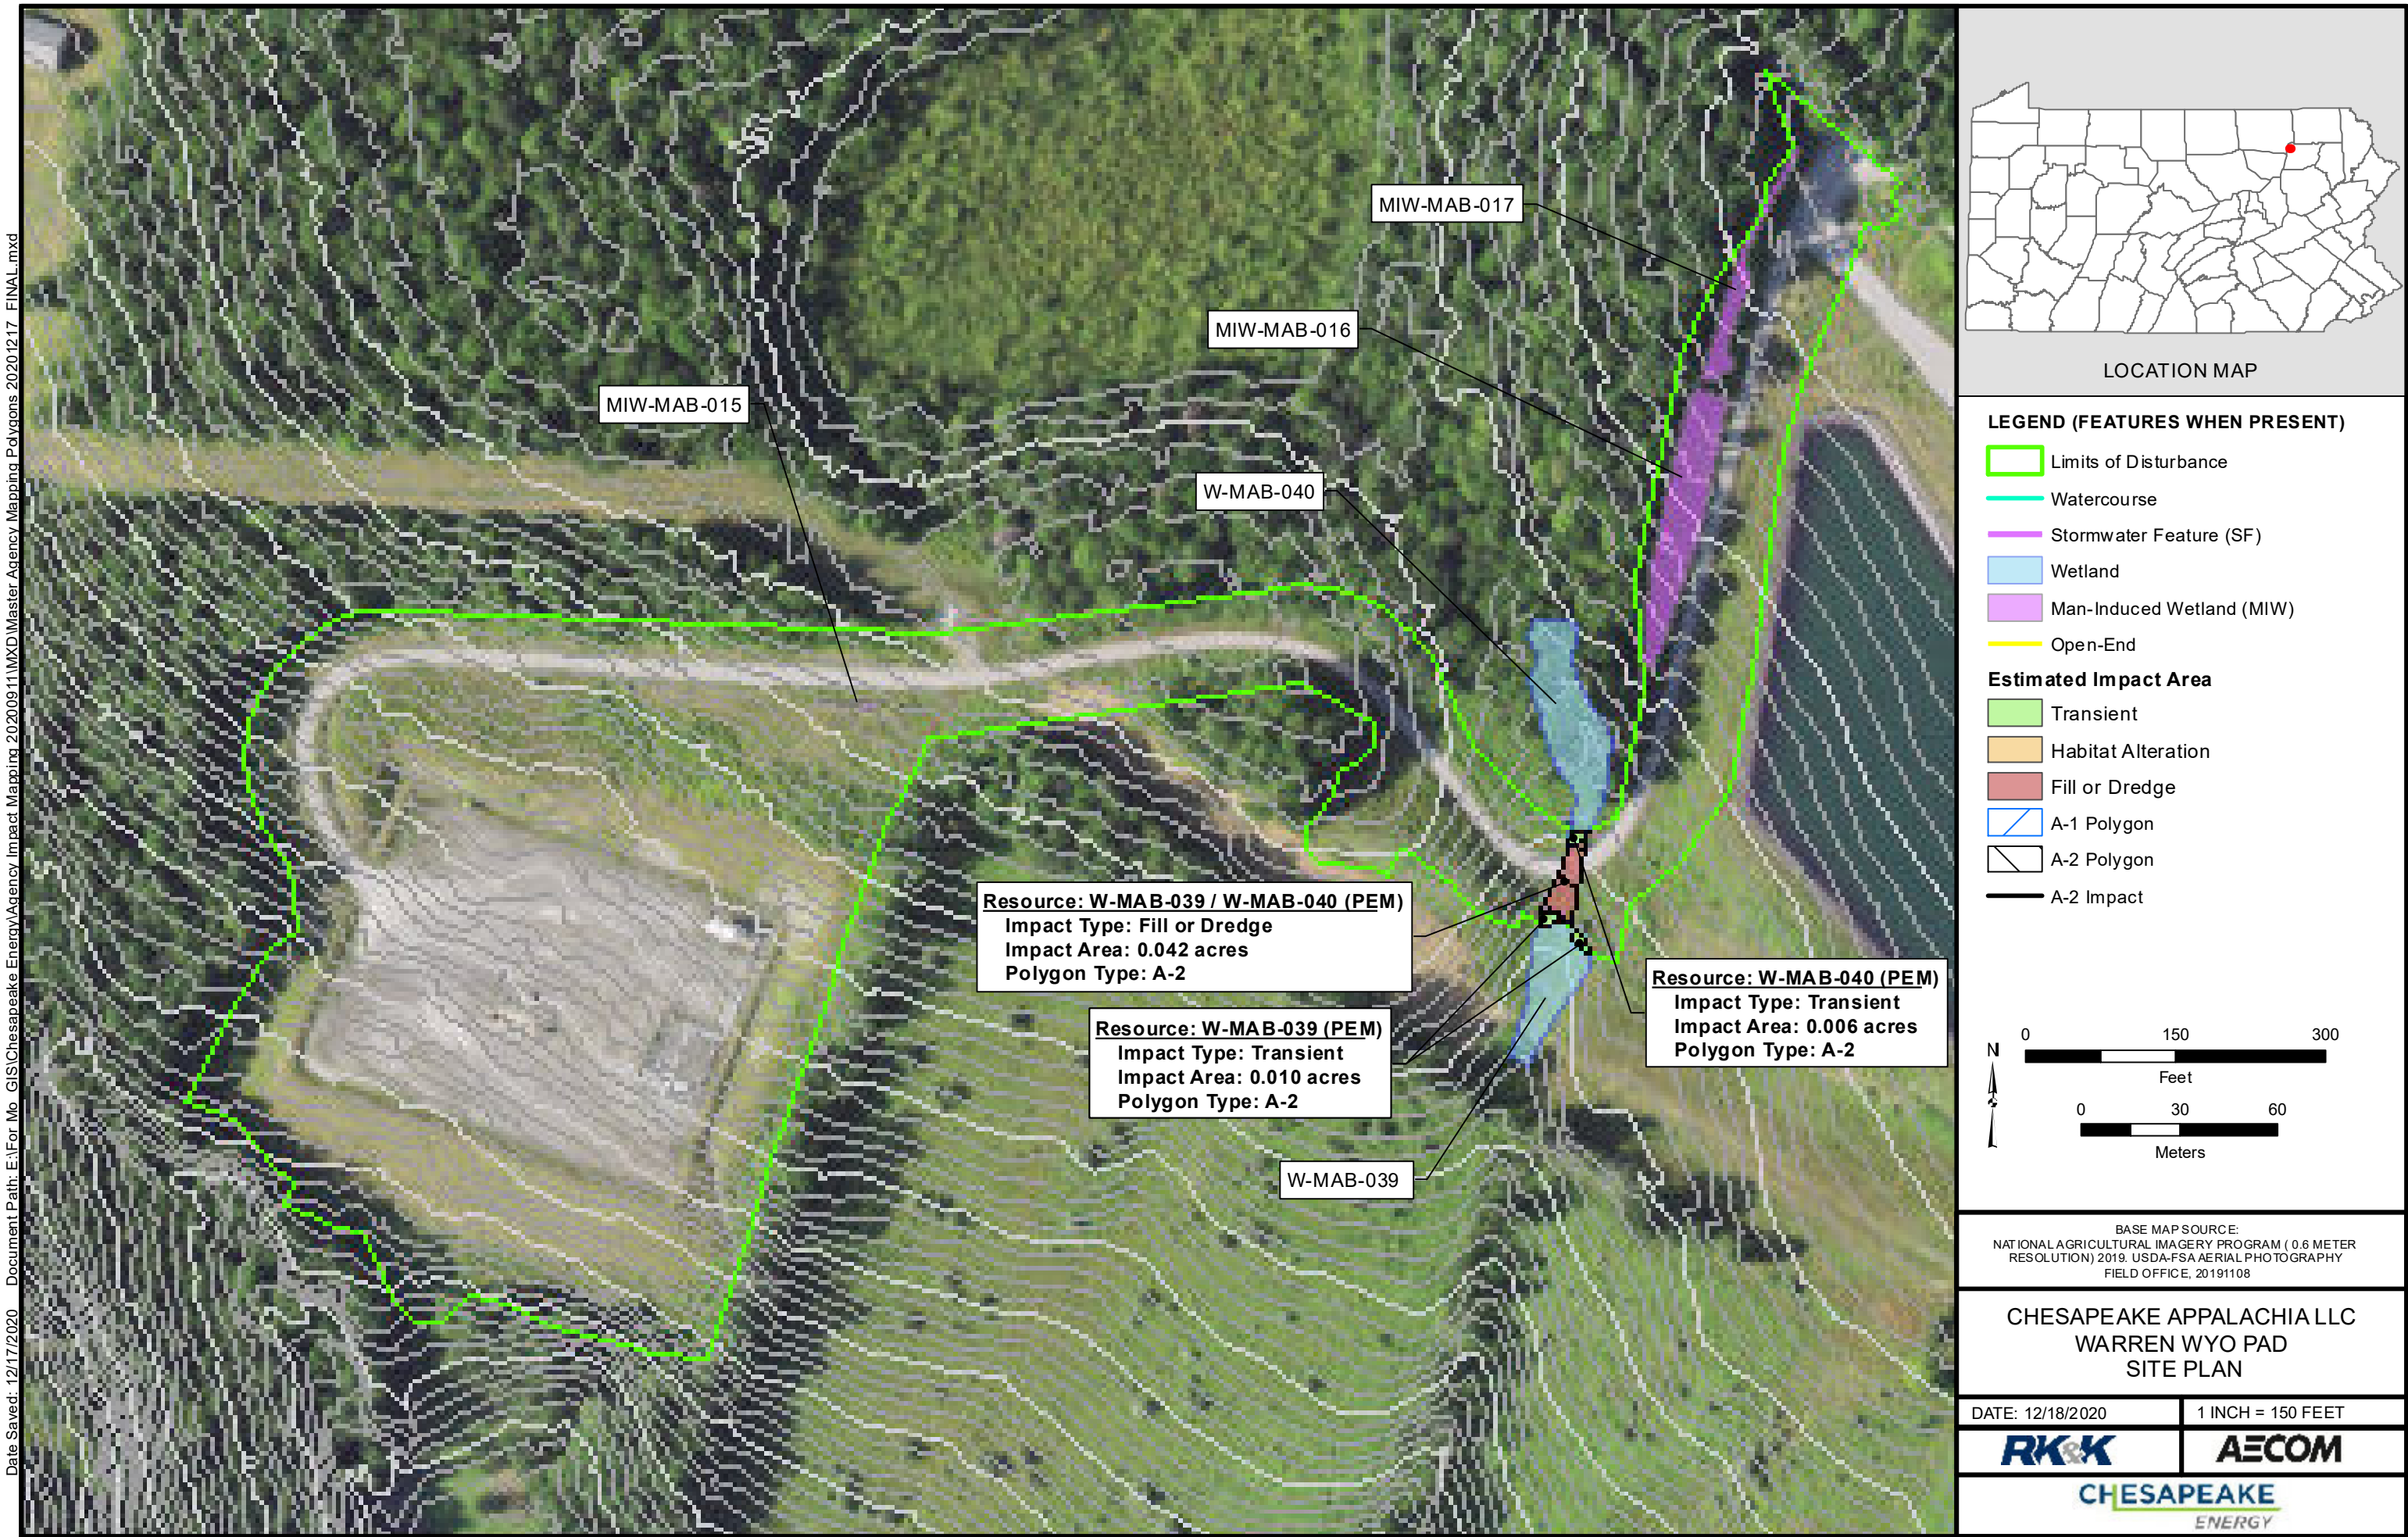 MIW-MAB-017
MIW-MAB-016
MIW-MAB-015
W-MAB-040
Resource: W-MAB-039 / W-MAB-040 (PEM)
Impact Type: Fill or Dredge
Impact Area: 0.042 acres
Polygon Type: A-2
Resource: W-MAB-039 (PEM)
Impact Type: Transient
Impact Area: 0.010 acres
Polygon Type: A-2
Resource: W-MAB-040 (PEM)
Impact Type: Transient
Impact Area: 0.006 acres
Polygon Type: A-2
W-MAB-039
Date Saved: 12/17/2020 Document Path: E:\For Mo GIS\Chesapeake Energy\Agency Impact Mapping 20200911\MXD\Master Agency Mapping Polygons 20201217 FINAL.mxd
LOCATION MAP
LEGEND (FEATURES WHEN PRESENT)
Limits of Disturbance
Watercourse
Stormwater Feature (SF)
Wetland
Man-Induced Wetland (MIW)
Open-End
Estimated Impact Area
Transient
Habitat Alteration
Fill or Dredge
A-1 Polygon
A-2 Polygon
A-2 Impact
N
0 150 300
Feet
0 30 60
Meters
BASE MAP SOURCE:
NATIONAL AGRICULTURAL IMAGERY PROGRAM ( 0.6 METER
RESOLUTION) 2019. USDA-FSA AERIAL PHOTOGRAPHY
FIELD OFFICE, 20191108
CHESAPEAKE APPALACHIA LLC
WARREN WYO PAD
SITE PLAN
DATE: 12/18/2020
1 INCH = 150 FEET
RK&K
AECOM
CHESAPEAKE
ENERGY